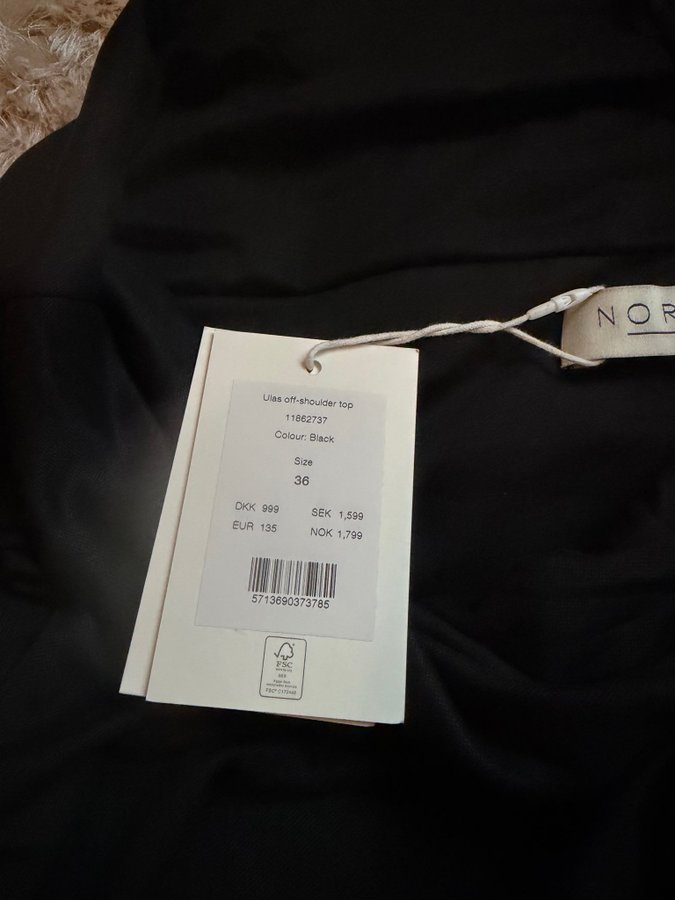 NOR
Ulas off-shoulder top
11862737
Colour: Black
Size
36
DKK 999 SEK 1,599
EUR 135 NOK 1,799
5713690373785
FSC